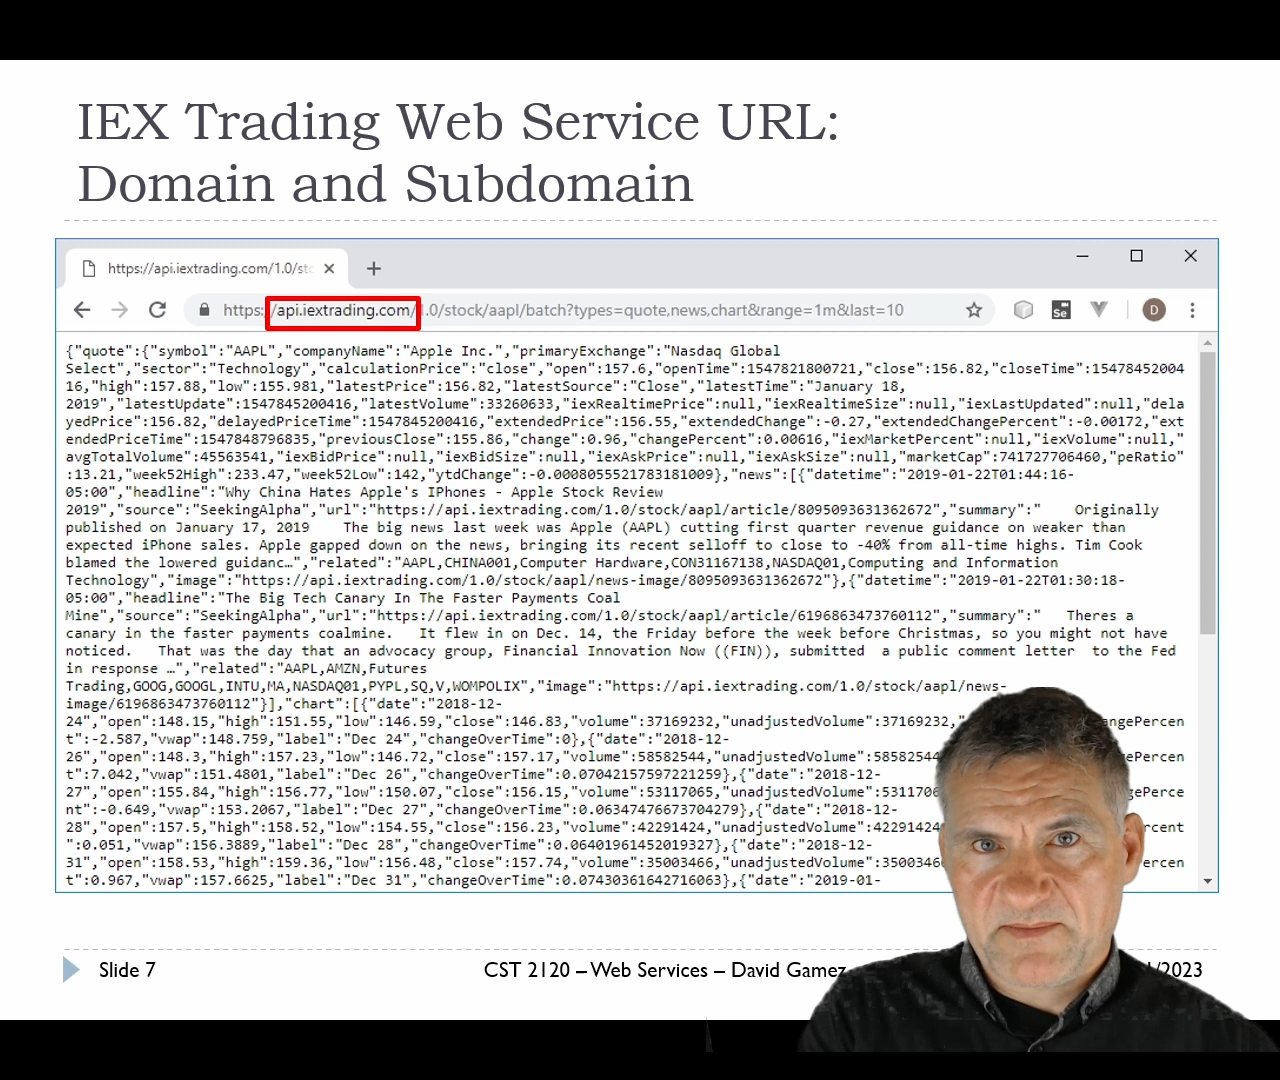 IEX Trading Web Service URL:
Domain and Subdomain
https://api.iextrading.com/1.0/sto
https://api.iextrading.com/1.0/stock/aapl/batch?types=quote,news,chart&range=1m&last=10
Se
D
{"quote":{"symbol":"AAPL","companyName":"Apple Inc.","primaryExchange":"Nasdaq Global
Select","sector":"Technology","calculationPrice":"close","open":157.6,"openTime":1547821800721,"close":156.82,"closeTime":15478452004
16,"high":157.88,"low":155.981,"latestPrice":156.82,"latestSource":"Close","latestTime":"January 18,
2019","latestUpdate":1547845200416,"latestVolume":33260633,"iexRealtimePrice":null,"iexRealtimeSize":null,"iexLastUpdated":null,"dela
yedPrice":156.82,"delayedPriceTime":1547845200416,"extendedPrice":156.55,"extendedChange":-0.27,"extendedChangePercent":-0.00172,"ext
endedPriceTime":1547848796835,"previousClose":155.86,"change":0.96,"changePercent":0.00616,"iexMarketPercent":null,"iexVolume":null,"
avgTotalVolume":45563541,"iexBidPrice":null,"iexBidSize":null,"iexAskPrice":null,"iexAskSize":null,"marketCap":741727706460,"peRatio"
:13.21,"week52High":233.47,"week52Low":142,"ytdChange":-0.0008055521783181009},"news":[{"datetime":"2019-01-22T01:44:16-
05:00","headline":"Why China Hates Apple's IPhones - Apple Stock Review
2019","source":"SeekingAlpha","url":"https://api.iextrading.com/1.0/stock/aapl/article/8095093631362672","summary":"    Originally
published on January 17, 2019    The big news last week was Apple (AAPL) cutting first quarter revenue guidance on weaker than
expected iPhone sales. Apple gapped down on the news, bringing its recent selloff to close to -40% from all-time highs. Tim Cook
blamed the lowered guidanc…","related":"AAPL,CHINA001,Computer Hardware,CON31167138,NASDAQ01,Computing and Information
Technology","image":"https://api.iextrading.com/1.0/stock/aapl/news-image/8095093631362672"},{"datetime":"2019-01-22T01:30:18-
05:00","headline":"The Big Tech Canary In The Faster Payments Coal
Mine","source":"SeekingAlpha","url":"https://api.iextrading.com/1.0/stock/aapl/article/6196863473760112","summary":"   Theres a
canary in the faster payments coalmine.   It flew in on Dec. 14, the Friday before the week before Christmas, so you might not have
noticed.   That was the day that an advocacy group, Financial Innovation Now ((FIN)), submitted  a public comment letter  to the Fed
in response …","related":"AAPL,AMZN,Futures
Trading,GOOG,GOOGL,INTU,MA,NASDAQ01,PYPL,SQ,V,WOMPOLIX","image":"https://api.iextrading.com/1.0/stock/aapl/news-
image/6196863473760112"}],"chart":[{"date":"2018-12-
24","open":148.15,"high":151.55,"low":146.59,"close":146.83,"volume":37169232,"unadjustedVolume":37169232," angePercen
t":-2.587,"vwap":148.759,"label":"Dec 24","changeOverTime":0},{"date":"2018-12-
26","open":148.3,"high":157.23,"low":146.72,"close":157.17,"volume":58582544,"unadjustedVolume":58582544 gePercen
t":7.042,"vwap":151.4801,"label":"Dec 26","changeOverTime":0.07042157597221259},{"date":"2018-12-
27","open":155.84,"high":156.77,"low":150.07,"close":156.15,"volume":53117065,"unadjustedVolume":5311706 gePerce
nt":-0.649,"vwap":153.2067,"label":"Dec 27","changeOverTime":0.06347476673704279},{"date":"2018-12-
28","open":157.5,"high":158.52,"low":154.55,"close":156.23,"volume":42291424,"unadjustedVolume":42291424 ercent
":0.051,"vwap":156.3889,"label":"Dec 28","changeOverTime":0.06401961452019327},{"date":"2018-12-
31","open":158.53,"high":159.36,"low":156.48,"close":157.74,"volume":35003466,"unadjustedVolume":3500346 ercen
t":0.967,"vwap":157.6625,"label":"Dec 31","changeOverTime":0.07430361642716063},{"date":"2019-01-
Slide 7
CST 2120 – Web Services – David Gamez
/2023